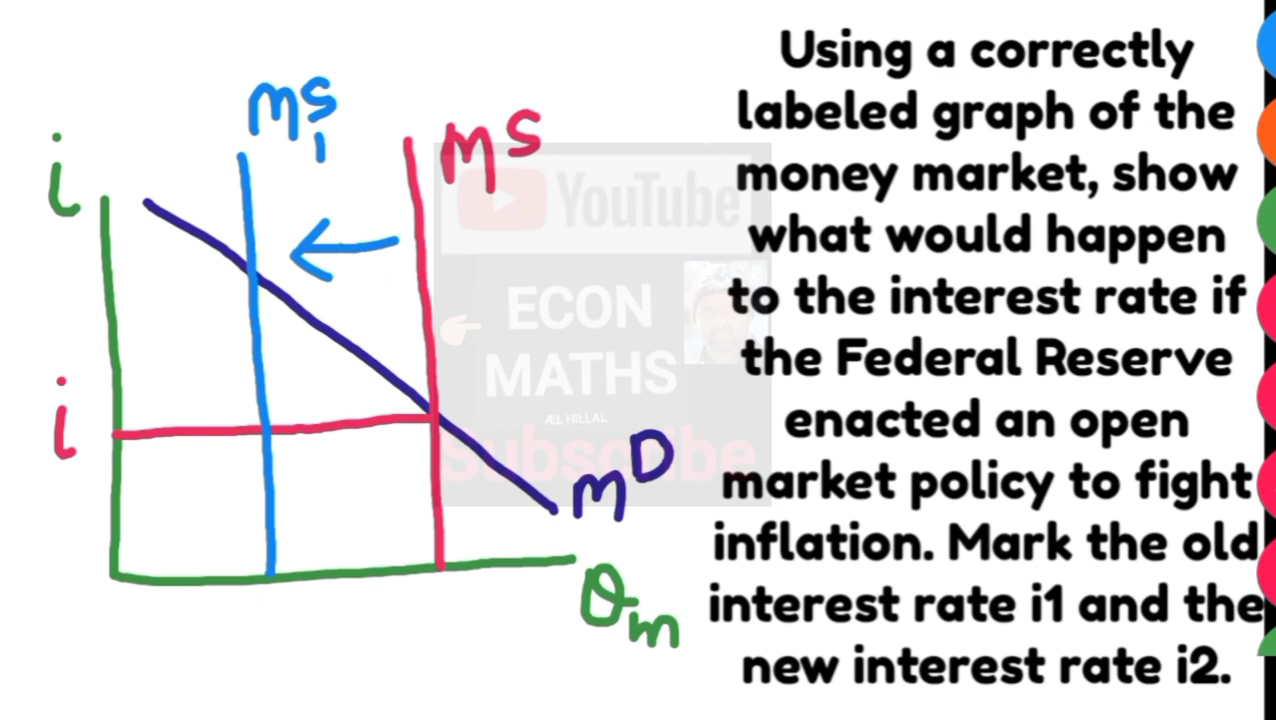 i
MS1
MS
i
MD
Qm
YouTube
ECON
MATHS
ÆL HILLAL
Subscribe
Using a correctly
labeled graph of the
money market, show
what would happen
to the interest rate if
the Federal Reserve
enacted an open
market policy to fight
inflation. Mark the old
interest rate i1 and the
new interest rate i2.